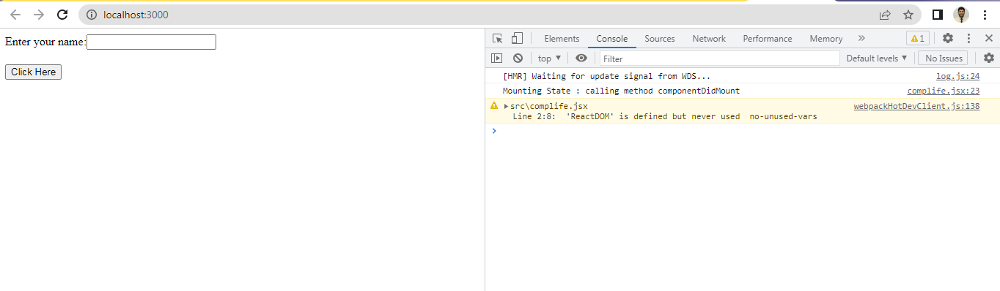 localhost:3000
Enter your name:
Click Here
Elements Console Sources Network Performance Memory » 1
top Filter Default levels No Issues
[HMR] Waiting for update signal from WDS... log.js:24
Mounting State : calling method componentDidMount complife.jsx:23
src\complife.jsx webpackHotDevClient.js:138
Line 2:8: 'ReactDOM' is defined but never used no-unused-vars